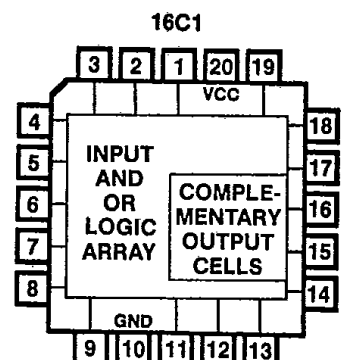 16C1
3 2 1 20 19
VCC
4
18
5
17
6
16
7
15
8
14
INPUT
AND
OR
LOGIC
ARRAY
COMPLE-
MENTARY
OUTPUT
CELLS
GND
9 10 11 12 13